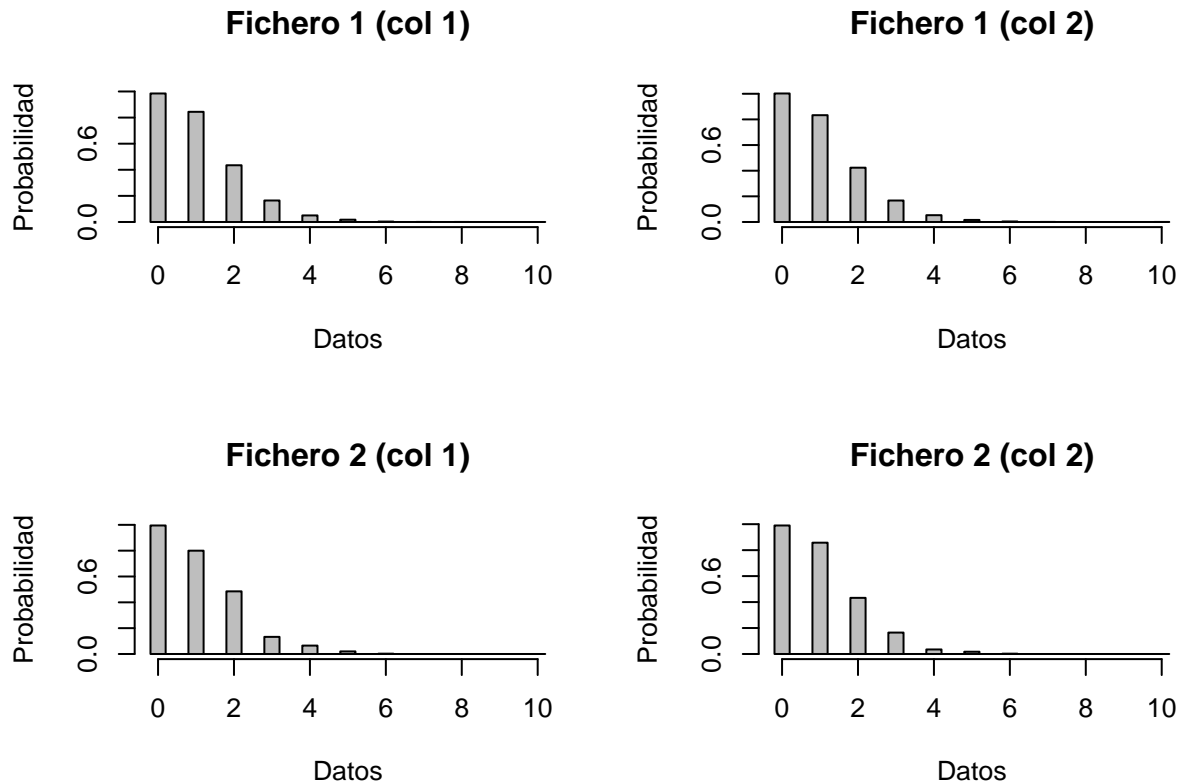 Fichero 1 (col 1)
Probabilidad
0.0 0.6
0 2 4 6 8 10
Datos
Fichero 1 (col 2)
Probabilidad
0.0 0.6
0 2 4 6 8 10
Datos
Fichero 2 (col 1)
Probabilidad
0.0 0.6
0 2 4 6 8 10
Datos
Fichero 2 (col 2)
Probabilidad
0.0 0.6
0 2 4 6 8 10
Datos